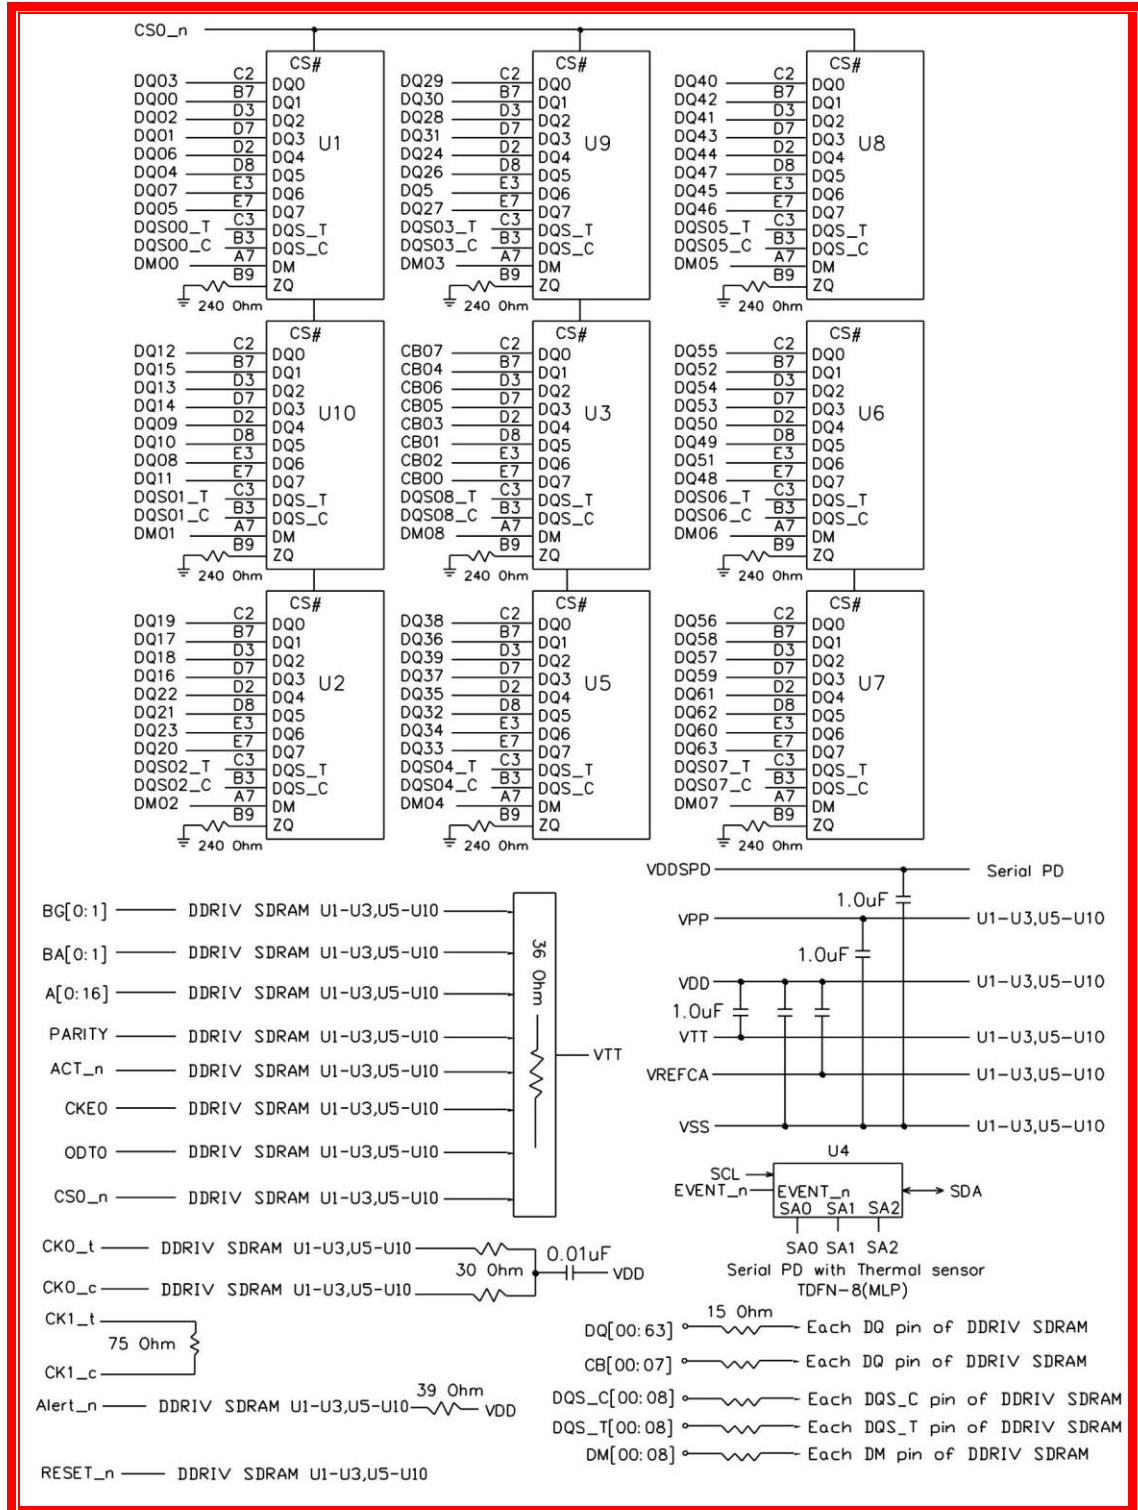 CS0_n
CS#
DQ03 C2 DQ0
DQ00 B7 DQ1
DQ02 D3 DQ2
DQ01 D7 DQ3
DQ06 D2 DQ4
DQ04 D8 DQ5
DQ07 E3 DQ6
DQ05 E7 DQ7
DQS00_T C3 DQS_T
DQS00_C B3 DQS_C
DM00 A7 DM
B9 ZQ
240 Ohm
U1
CS#
DQ29 C2 DQ0
DQ30 B7 DQ1
DQ28 D3 DQ2
DQ31 D7 DQ3
DQ24 D2 DQ4
DQ26 D8 DQ5
DQ5 E3 DQ6
DQ27 E7 DQ7
DQS03_T C3 DQS_T
DQS03_C B3 DQS_C
DM03 A7 DM
B9 ZQ
240 Ohm
U9
CS#
DQ40 C2 DQ0
DQ42 B7 DQ1
DQ41 D3 DQ2
DQ43 D7 DQ3
DQ44 D2 DQ4
DQ47 D8 DQ5
DQ45 E3 DQ6
DQ46 E7 DQ7
DQS05_T C3 DQS_T
DQS05_C B3 DQS_C
DM05 A7 DM
B9 ZQ
240 Ohm
U8
CS#
DQ12 C2 DQ0
DQ15 B7 DQ1
DQ13 D3 DQ2
DQ14 D7 DQ3
DQ09 D2 DQ4
DQ10 D8 DQ5
DQ08 E3 DQ6
DQ11 E7 DQ7
DQS01_T C3 DQS_T
DQS01_C B3 DQS_C
DM01 A7 DM
B9 ZQ
240 Ohm
U10
CS#
CB07 C2 DQ0
CB04 B7 DQ1
CB06 D3 DQ2
CB05 D7 DQ3
CB03 D2 DQ4
CB01 D8 DQ5
CB02 E3 DQ6
CB00 E7 DQ7
DQS08_T C3 DQS_T
DQS08_C B3 DQS_C
DM08 A7 DM
B9 ZQ
240 Ohm
U3
CS#
DQ55 C2 DQ0
DQ52 B7 DQ1
DQ54 D3 DQ2
DQ53 D7 DQ3
DQ50 D2 DQ4
DQ49 D8 DQ5
DQ51 E3 DQ6
DQ48 E7 DQ7
DQS06_T C3 DQS_T
DQS06_C B3 DQS_C
DM06 A7 DM
B9 ZQ
240 Ohm
U6
CS#
DQ19 C2 DQ0
DQ17 B7 DQ1
DQ18 D3 DQ2
DQ16 D7 DQ3
DQ22 D2 DQ4
DQ21 D8 DQ5
DQ23 E3 DQ6
DQ20 E7 DQ7
DQS02_T C3 DQS_T
DQS02_C B3 DQS_C
DM02 A7 DM
B9 ZQ
240 Ohm
U2
CS#
DQ38 C2 DQ0
DQ36 B7 DQ1
DQ39 D3 DQ2
DQ37 D7 DQ3
DQ35 D2 DQ4
DQ32 D8 DQ5
DQ34 E3 DQ6
DQ33 E7 DQ7
DQS04_T C3 DQS_T
DQS04_C B3 DQS_C
DM04 A7 DM
B9 ZQ
240 Ohm
U5
CS#
DQ56 C2 DQ0
DQ58 B7 DQ1
DQ57 D3 DQ2
DQ59 D7 DQ3
DQ61 D2 DQ4
DQ62 D8 DQ5
DQ60 E3 DQ6
DQ63 E7 DQ7
DQS07_T C3 DQS_T
DQS07_C B3 DQS_C
DM07 A7 DM
B9 ZQ
240 Ohm
U7
BG[0:1] DDRIV SDRAM U1-U3,U5-U10
BA[0:1] DDRIV SDRAM U1-U3,U5-U10
A[0:16] DDRIV SDRAM U1-U3,U5-U10
PARITY DDRIV SDRAM U1-U3,U5-U10
ACT_n DDRIV SDRAM U1-U3,U5-U10
CKE0 DDRIV SDRAM U1-U3,U5-U10
ODT0 DDRIV SDRAM U1-U3,U5-U10
CS0_n DDRIV SDRAM U1-U3,U5-U10
36 Ohm
VTT
VDDSPD Serial PD
1.0uF
VPP U1-U3,U5-U10
1.0uF
VDD U1-U3,U5-U10
1.0uF
VTT U1-U3,U5-U10
VREFCA U1-U3,U5-U10
VSS U1-U3,U5-U10
U4
SCL
EVENT_n EVENT_n SDA
SA0 SA1 SA2
SA0 SA1 SA2
Serial PD with Thermal sensor
TDFN-8(MLP)
CK0_t DDRIV SDRAM U1-U3,U5-U10
30 Ohm 0.01uF VDD
CK0_c DDRIV SDRAM U1-U3,U5-U10
CK1_t
75 Ohm
CK1_c
Alert_n DDRIV SDRAM U1-U3,U5-U10 39 Ohm VDD
RESET_n DDRIV SDRAM U1-U3,U5-U10
15 Ohm
DQ[00:63] Each DQ pin of DDRIV SDRAM
CB[00:07] Each DQ pin of DDRIV SDRAM
DQS_C[00:08] Each DQS_C pin of DDRIV SDRAM
DQS_T[00:08] Each DQS_T pin of DDRIV SDRAM
DM[00:08] Each DM pin of DDRIV SDRAM